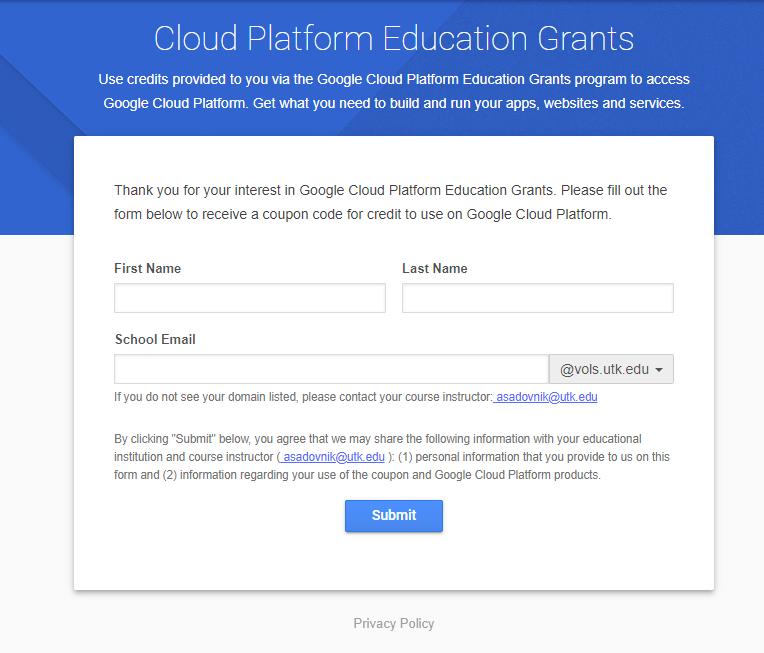 Cloud Platform Education Grants
Use credits provided to you via the Google Cloud Platform Education Grants program to access
Google Cloud Platform. Get what you need to build and run your apps, websites and services.
Thank you for your interest in Google Cloud Platform Education Grants. Please fill out the
form below to receive a coupon code for credit to use on Google Cloud Platform.
First Name Last Name
School Email
@vols.utk.edu
If you do not see your domain listed, please contact your course instructor: asadovnik@utk.edu
By clicking "Submit" below, you agree that we may share the following information with your educational
institution and course instructor ( asadovnik@utk.edu ): (1) personal information that you provide to us on this
form and (2) information regarding your use of the coupon and Google Cloud Platform products.
Submit
Privacy Policy